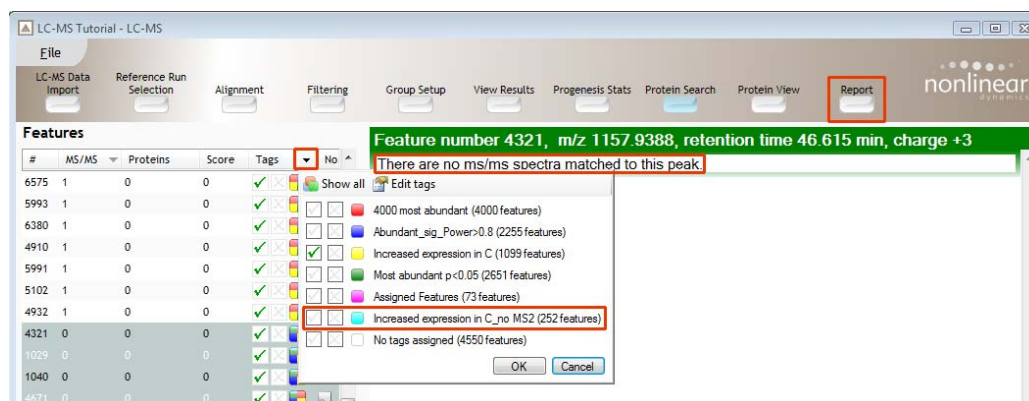 LC-MS Tutorial - LC-MS
File
LC-MS Data Import
Reference Run Selection
Alignment
Filtering
Group Setup
View Results
Progenesis Stats
Protein Search
Protein View
Report
nonlinear
dynamics
Features
Feature number 4321, m/z 1157.9388, retention time 46.615 min, charge +3
# MS/MS Proteins Score Tags No
There are no ms/ms spectra matched to this peak.
6575 1 0 0
5993 1 0 0
6380 1 0 0
4910 1 0 0
5991 1 0 0
5102 1 0 0
4932 1 0 0
4321 0 0 0
1029 0 0 0
1040 0 0 0
4671 0 0 0
Show all Edit tags
4000 most abundant (4000 features)
Abundant_sig_Power>0.8 (2255 features)
Increased expression in C (1099 features)
Most abundant p<0.05 (2651 features)
Assigned Features (73 features)
Increased expression in C_no MS2 (252 features)
No tags assigned (4550 features)
OK Cancel